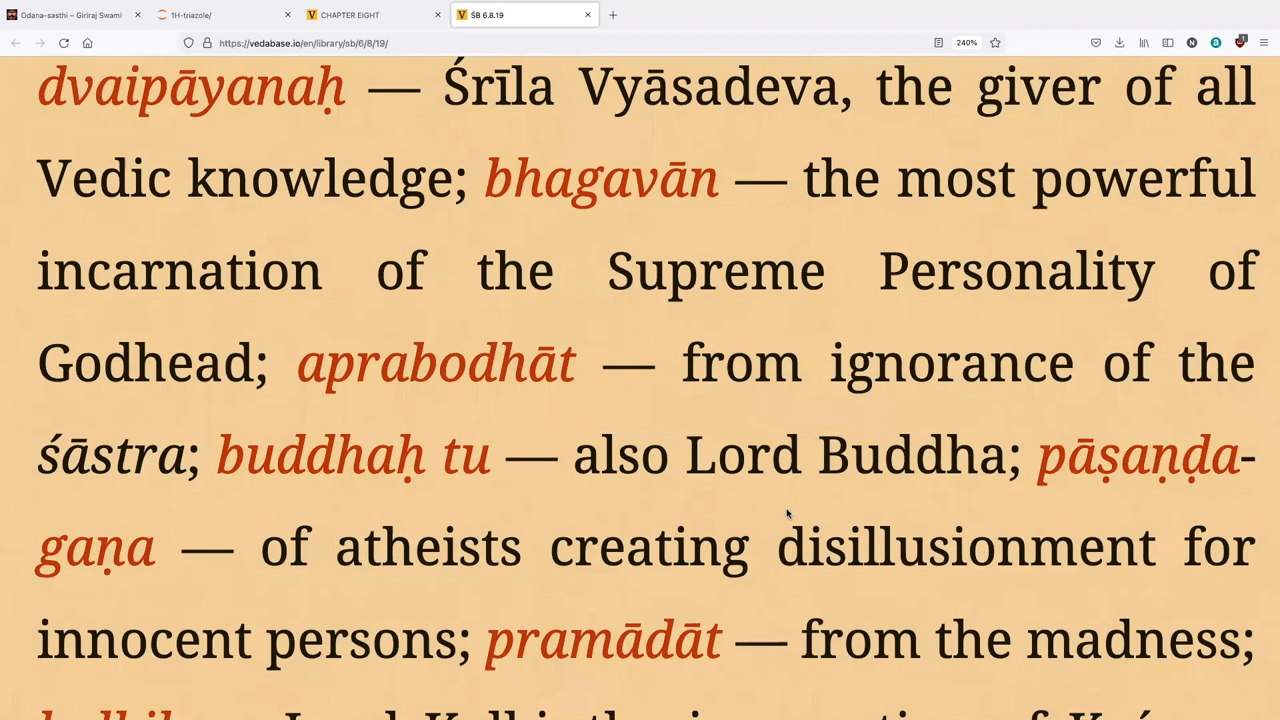 Odana-sasthi – Giriraj Swami
1H-triazole/
CHAPTER EIGHT
ŚB 6.8.19
https://vedabase.io/en/library/sb/6/8/19/
240%
dvaipāyanaḥ — Śrīla Vyāsadeva, the giver of all
Vedic knowledge; bhagavān — the most powerful
incarnation of the Supreme Personality of
Godhead; aprabodhāt — from ignorance of the
śāstra; buddhaḥ tu — also Lord Buddha; pāṣaṇḍa-
gaṇa — of atheists creating disillusionment for
innocent persons; pramādāt — from the madness;